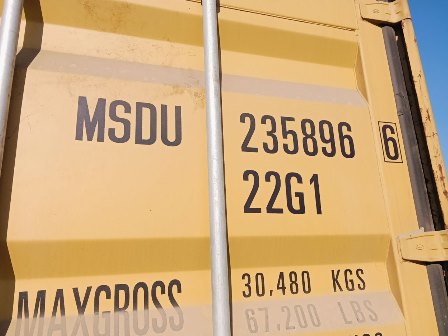 MSDU 235896 6
22G1
MAXGROSS 30,480 KGS
67,200 LBS